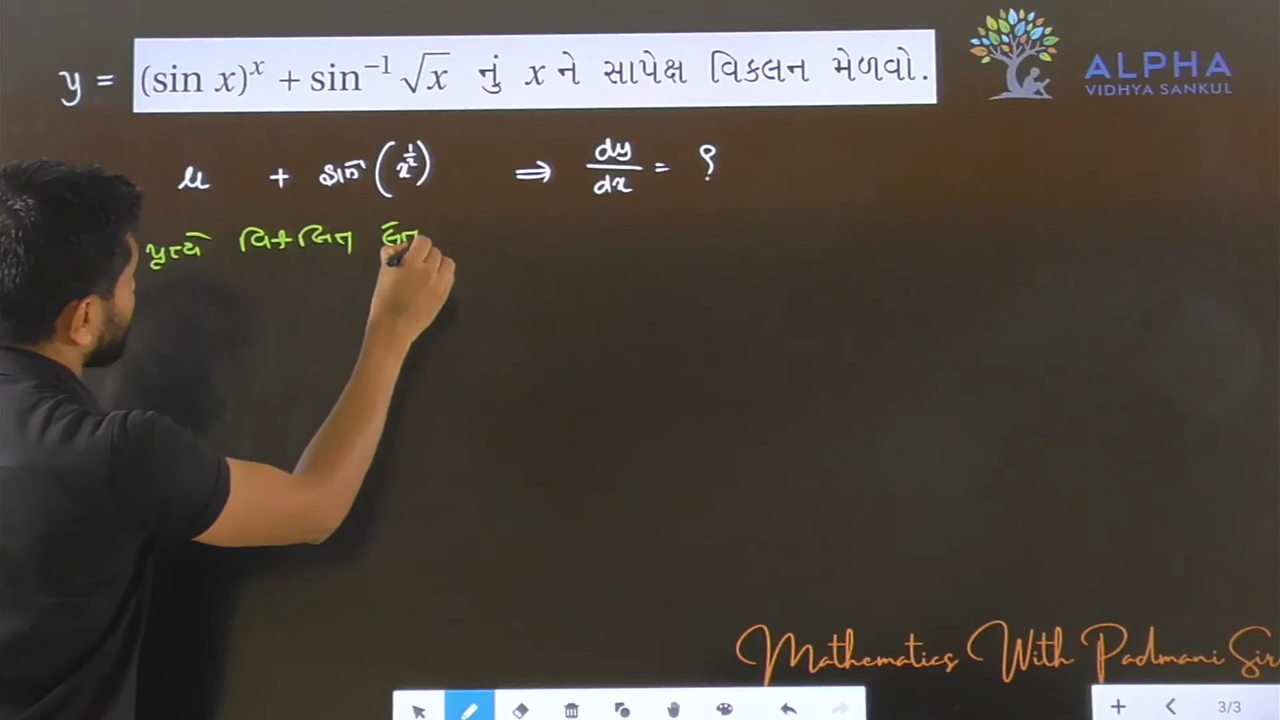 y = (sin x)^x + sin⁻¹ √x નું x ને સાપેક્ષ વિકલન મેળવો.
ALPHA
VIDHYA SANKUL
u + sin⁻¹(x^(1/2)) ⇒ dy/dx = ?
પ્રત્યે વિકલિત
Mathematics With Padmani Sir
3/3